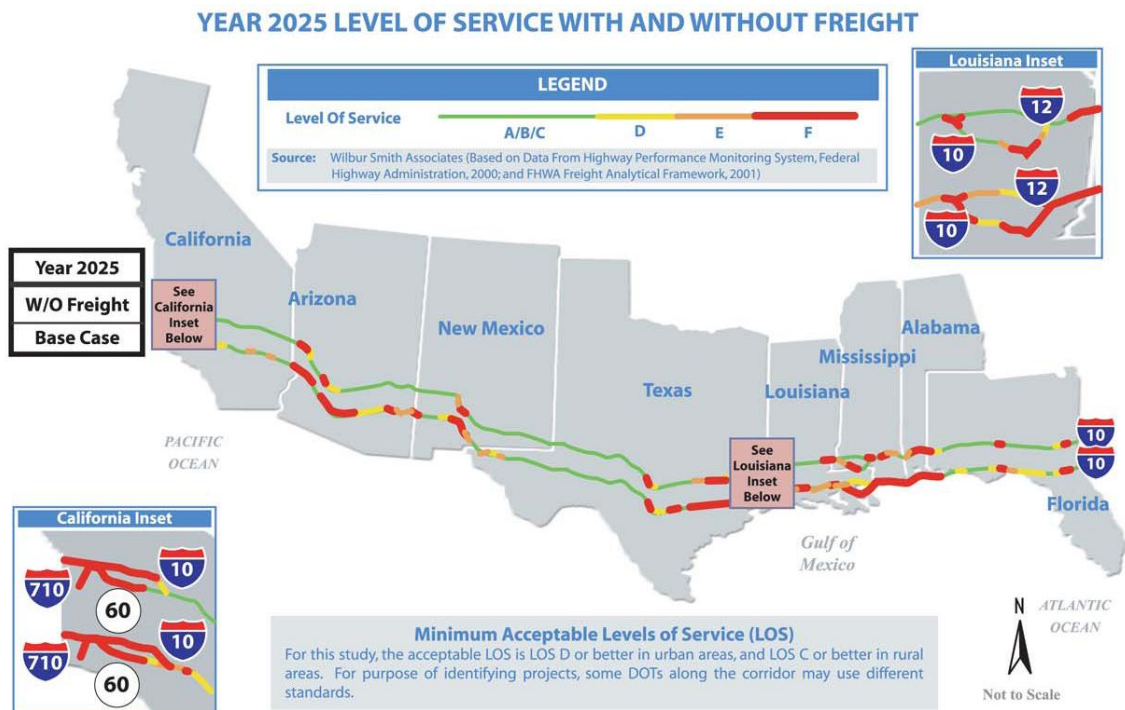 YEAR 2025 LEVEL OF SERVICE WITH AND WITHOUT FREIGHT
LEGEND
Level Of Service
A/B/C
D
E
F
Source: Wilbur Smith Associates (Based on Data From Highway Performance Monitoring System, Federal
Highway Administration, 2000; and FHWA Freight Analytical Framework, 2001)
Louisiana Inset
12
10
12
10
California
Year 2025
W/O Freight
Base Case
See
California
Inset
Below
Arizona
New Mexico
Texas
Louisiana
Mississippi
Alabama
See
Louisiana
Inset
Below
10
10
Florida
PACIFIC
OCEAN
Gulf of
Mexico
ATLANTIC
OCEAN
N
Not to Scale
California Inset
10
710
60
10
710
60
Minimum Acceptable Levels of Service (LOS)
For this study, the acceptable LOS is LOS D or better in urban areas, and LOS C or better in rural
areas. For purpose of identifying projects, some DOTs along the corridor may use different
standards.